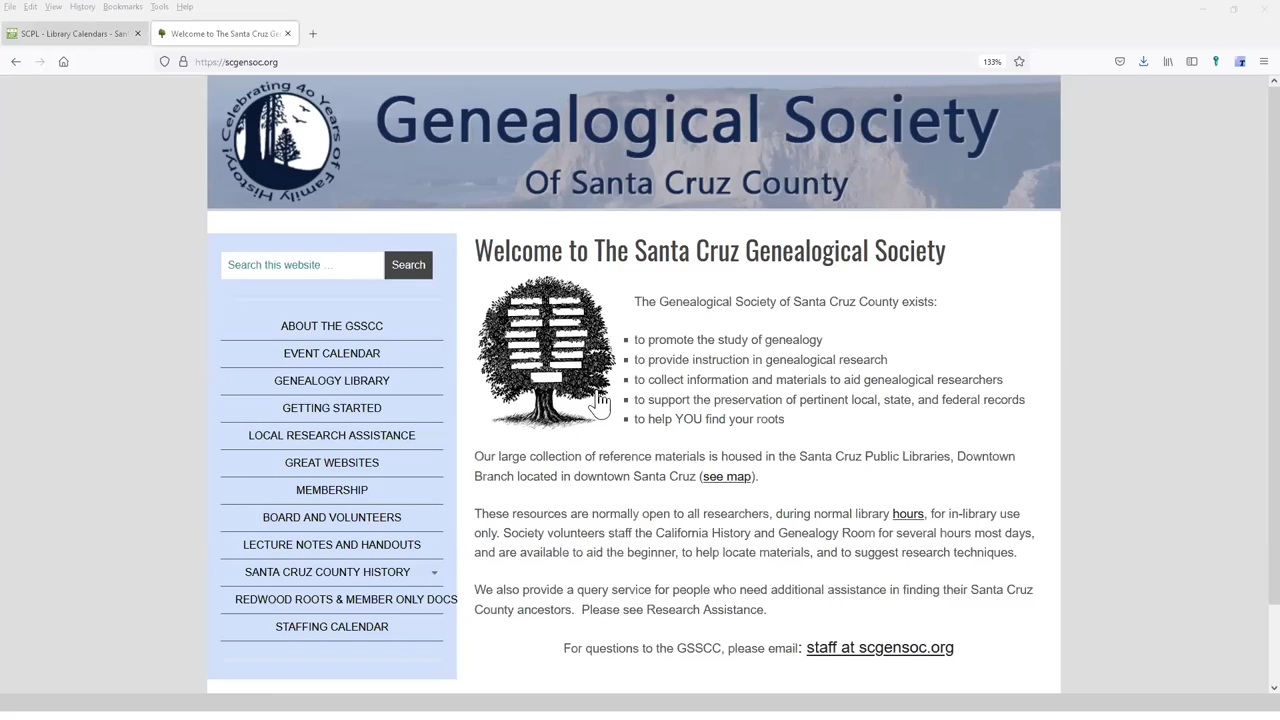 File Edit View History Bookmarks Tools Help
SCPL - Library Calendars - San
Welcome to The Santa Cruz Ge
https://scgensoc.org
133%
Celebrating 40 Years of Family History!
Genealogical Society
Of Santa Cruz County
Search this website ...
Search
ABOUT THE GSSCC
EVENT CALENDAR
GENEALOGY LIBRARY
GETTING STARTED
LOCAL RESEARCH ASSISTANCE
GREAT WEBSITES
MEMBERSHIP
BOARD AND VOLUNTEERS
LECTURE NOTES AND HANDOUTS
SANTA CRUZ COUNTY HISTORY
REDWOOD ROOTS & MEMBER ONLY DOCS
STAFFING CALENDAR
Welcome to The Santa Cruz Genealogical Society
The Genealogical Society of Santa Cruz County exists:
to promote the study of genealogy
to provide instruction in genealogical research
to collect information and materials to aid genealogical researchers
to support the preservation of pertinent local, state, and federal records
to help YOU find your roots
Our large collection of reference materials is housed in the Santa Cruz Public Libraries, Downtown
Branch located in downtown Santa Cruz (see map).
These resources are normally open to all researchers, during normal library hours, for in-library use
only. Society volunteers staff the California History and Genealogy Room for several hours most days,
and are available to aid the beginner, to help locate materials, and to suggest research techniques.
We also provide a query service for people who need additional assistance in finding their Santa Cruz
County ancestors. Please see Research Assistance.
For questions to the GSSCC, please email: staff at scgensoc.org